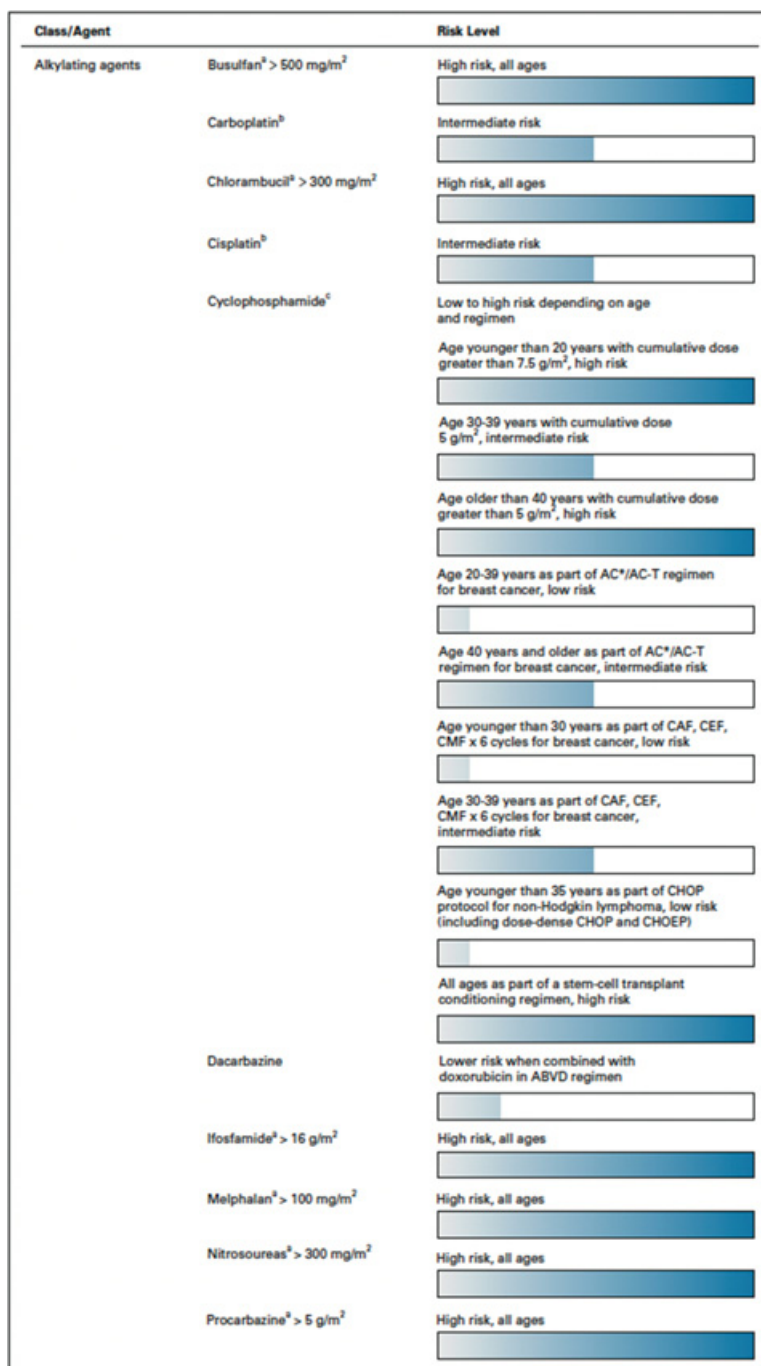 Class/Agent Risk Level
Alkylating agents Busulfanᵃ > 500 mg/m² High risk, all ages
Carboplatinᵇ Intermediate risk
Chlorambucilᵃ > 300 mg/m² High risk, all ages
Cisplatinᵇ Intermediate risk
Cyclophosphamideᶜ Low to high risk depending on age
and regimen
Age younger than 20 years with cumulative dose
greater than 7.5 g/m², high risk
Age 30-39 years with cumulative dose
5 g/m², intermediate risk
Age older than 40 years with cumulative dose
greater than 5 g/m², high risk
Age 20-39 years as part of AC*/AC-T regimen
for breast cancer, low risk
Age 40 years and older as part of AC*/AC-T
regimen for breast cancer, intermediate risk
Age younger than 30 years as part of CAF, CEF,
CMF x 6 cycles for breast cancer, low risk
Age 30-39 years as part of CAF, CEF,
CMF x 6 cycles for breast cancer,
intermediate risk
Age younger than 35 years as part of CHOP
protocol for non-Hodgkin lymphoma, low risk
(including dose-dense CHOP and CHOEP)
All ages as part of a stem-cell transplant
conditioning regimen, high risk
Dacarbazine Lower risk when combined with
doxorubicin in ABVD regimen
Ifosfamideᵃ > 16 g/m² High risk, all ages
Melphalanᵃ > 100 mg/m² High risk, all ages
Nitrosoureasᵃ > 300 mg/m² High risk, all ages
Procarbazineᵃ > 5 g/m² High risk, all ages